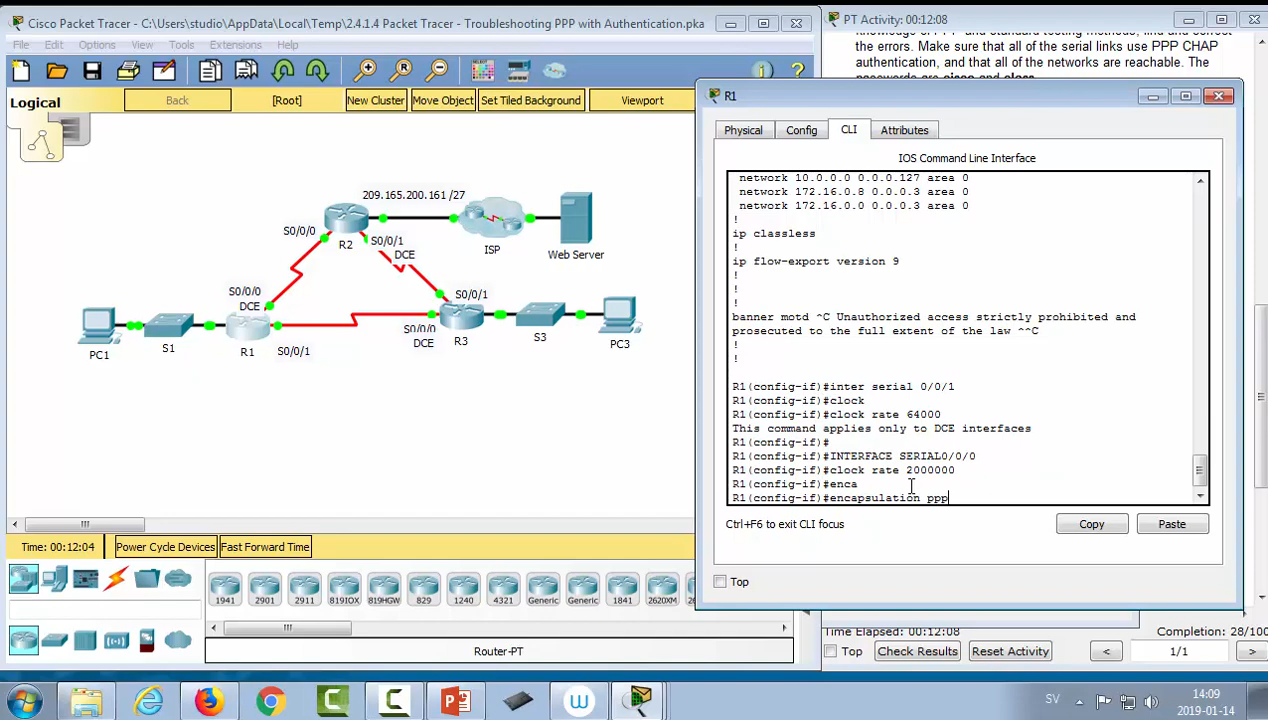 Cisco Packet Tracer - C:\Users\studio\AppData\Local\Temp\2.4.1.4 Packet Tracer - Troubleshooting PPP with Authentication.pka
File Edit Options View Tools Extensions Help
Logical Back [Root] New Cluster Move Object Set Tiled Background Viewport
209.165.200.161 /27
S0/0/0
R2
S0/0/1
DCE
ISP
Web Server
S0/0/0
DCE
S0/0/1
PC1
S1
R1
S0/0/1
S0/0/0
DCE
R3
S3
PC3
Time: 00:12:04 Power Cycle Devices Fast Forward Time
1941 2901 2911 819IOX 819HGW 829 1240 4321 Generic Generic 1841 2620XM
Router-PT
PT Activity: 00:12:08
the errors. Make sure that all of the serial links use PPP CHAP
authentication, and that all of the networks are reachable. The
R1
Physical Config CLI Attributes
IOS Command Line Interface
network 10.0.0.0 0.0.0.127 area 0
network 172.16.0.8 0.0.0.3 area 0
network 172.16.0.0 0.0.0.3 area 0
!
ip classless
!
ip flow-export version 9
!
!
!
banner motd ^C Unauthorized access strictly prohibited and
prosecuted to the full extent of the law ^^C
!
!
R1(config-if)#inter serial 0/0/1
R1(config-if)#clock
R1(config-if)#clock rate 64000
This command applies only to DCE interfaces
R1(config-if)#
R1(config-if)#INTERFACE SERIAL0/0/0
R1(config-if)#clock rate 2000000
R1(config-if)#enca
R1(config-if)#encapsulation ppp
Ctrl+F6 to exit CLI focus
Copy Paste
Top
Time Elapsed: 00:12:08 Completion: 28/100
Top Check Results Reset Activity < 1/1 >
SV
14:09
2019-01-14